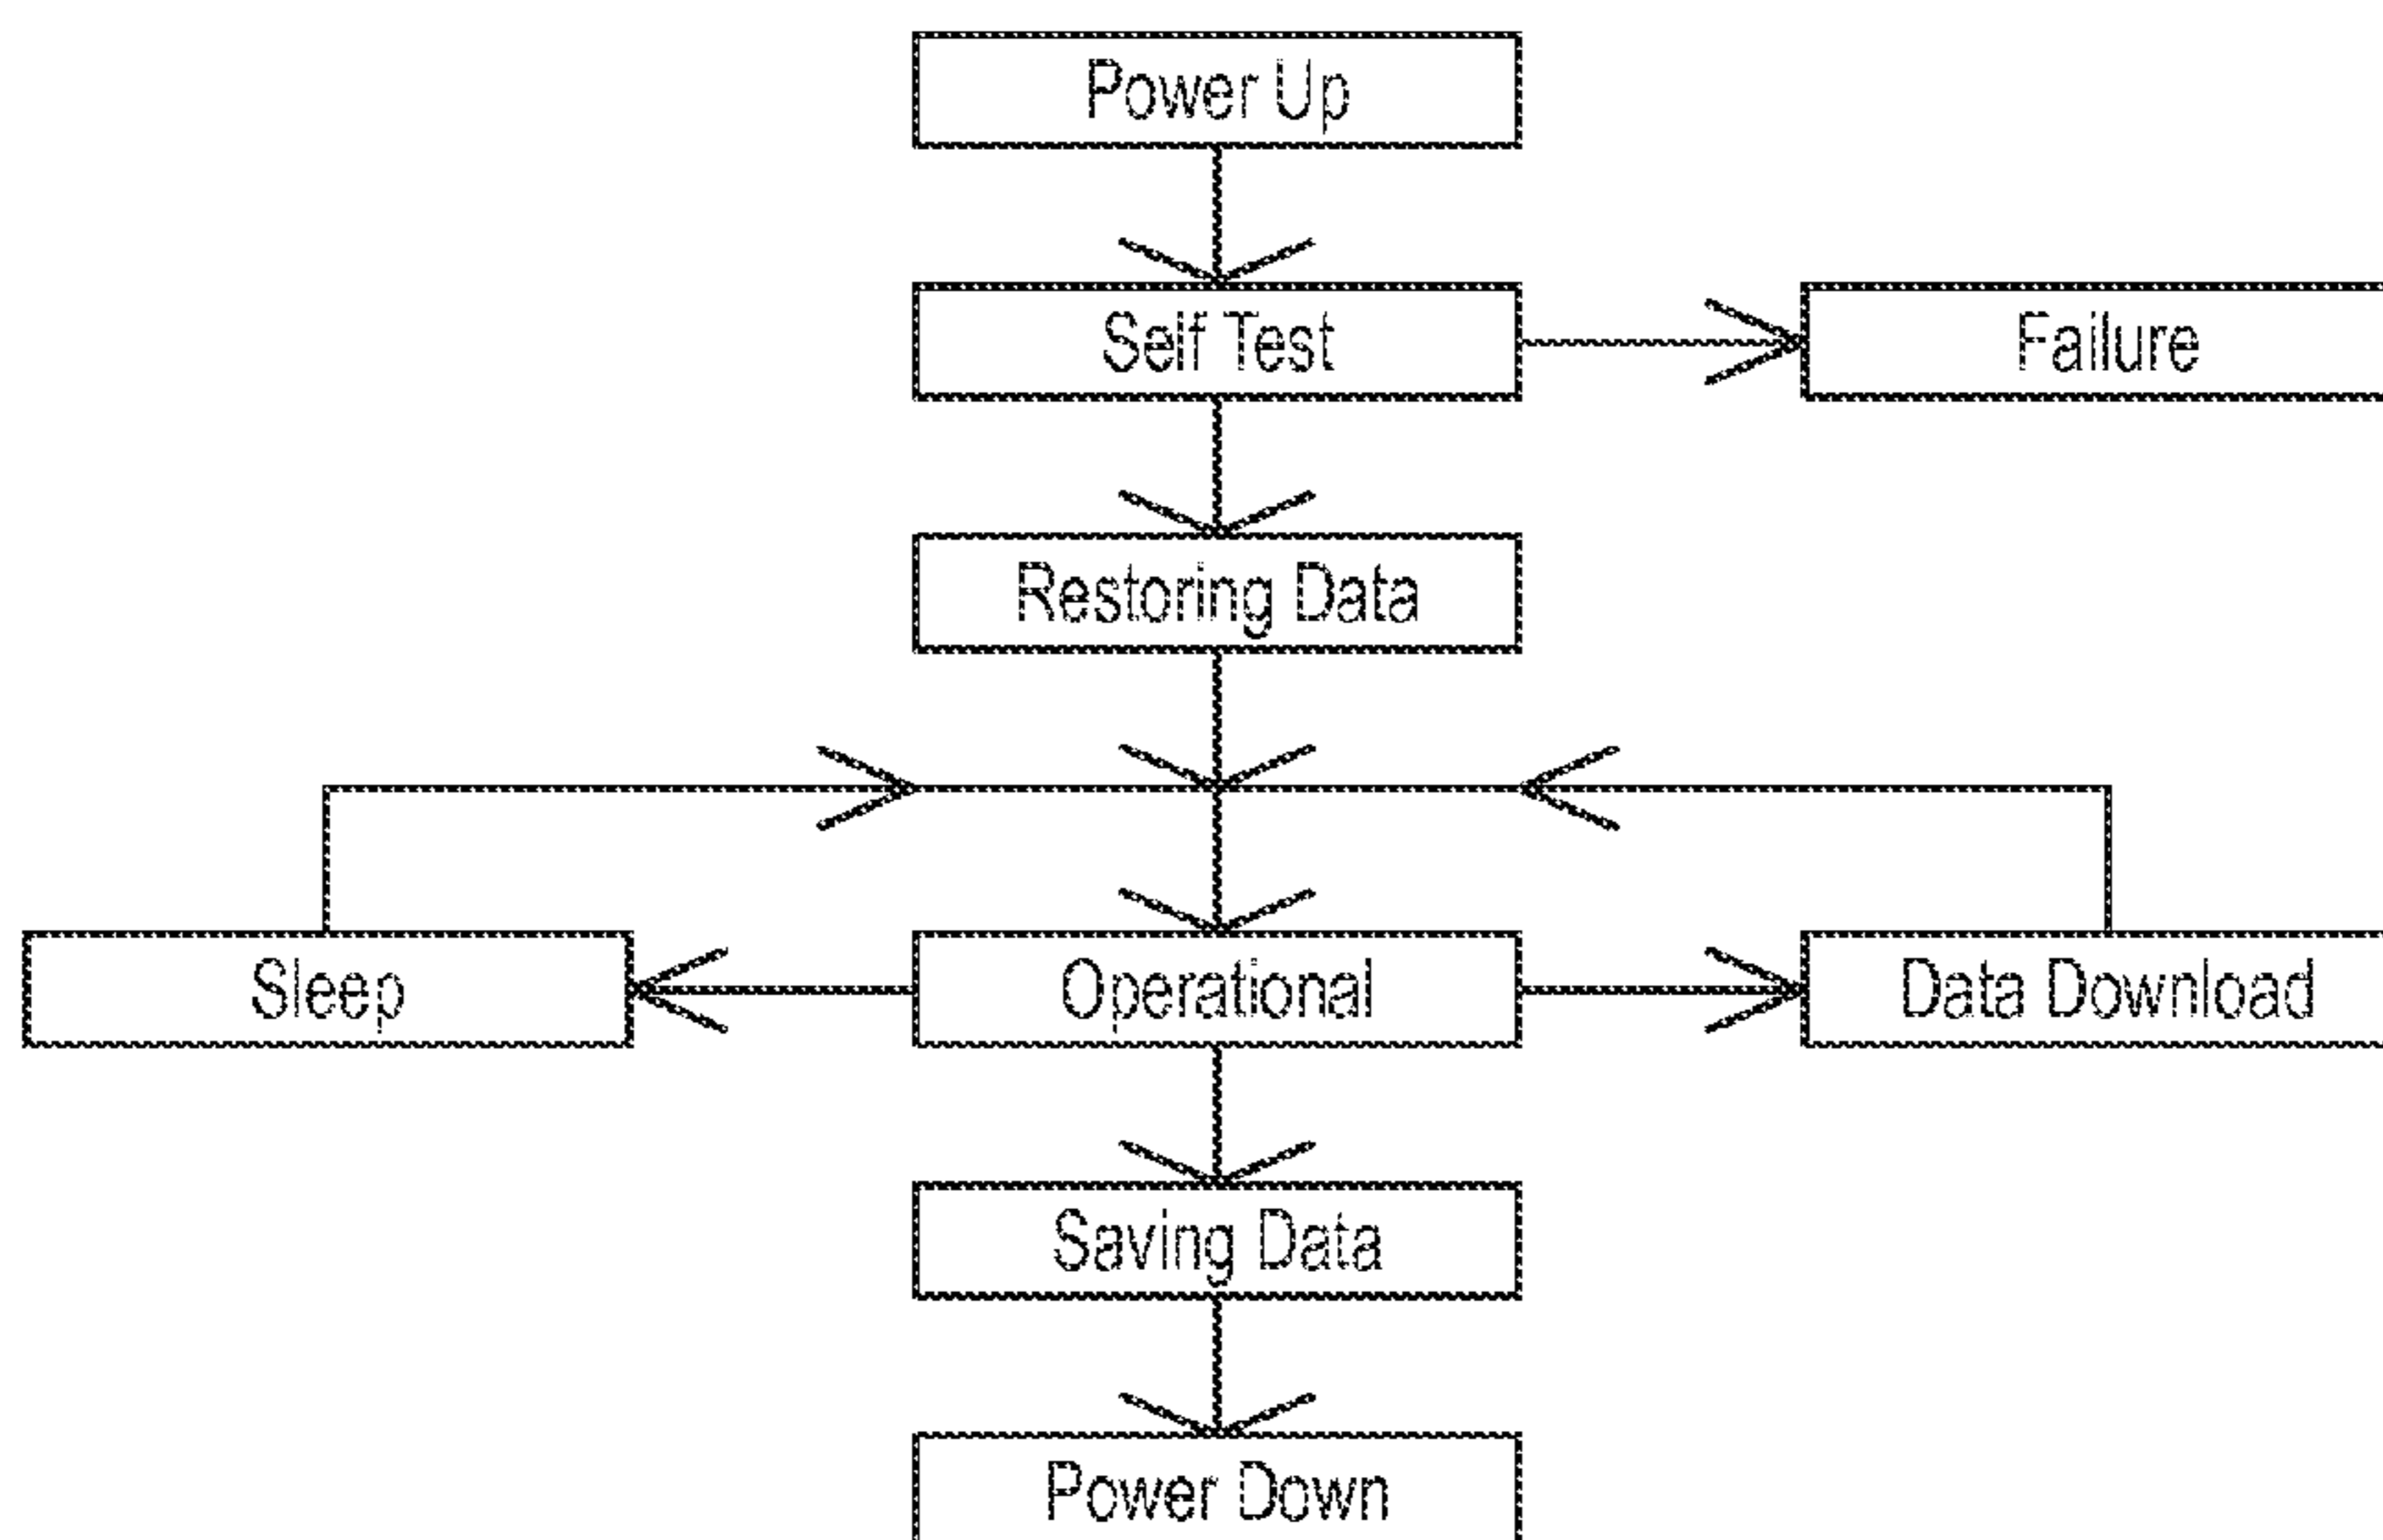 Power Up
Self Test
Failure
Restoring Data
Sleep
Operational
Data Download
Saving Data
Power Down